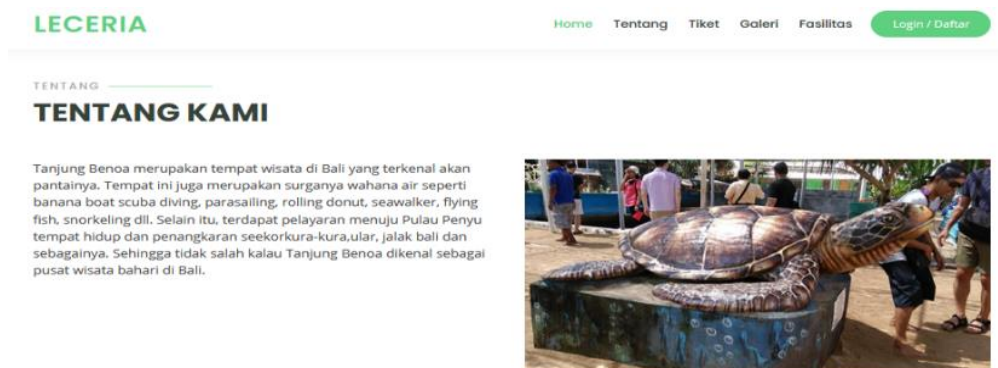 LECERIA
Home Tentang Tiket Galeri Fasilitas Login / Daftar
TENTANG
TENTANG KAMI
Tanjung Benoa merupakan tempat wisata di Bali yang terkenal akan
pantainya. Tempat ini juga merupakan surganya wahana air seperti
banana boat scuba diving, parasailing, rolling donut, seawalker, flying
fish, snorkeling dll. Selain itu, terdapat pelayaran menuju Pulau Penyu
tempat hidup dan penangkaran seekorkura-kura,ular, jalak bali dan
sebagainya. Sehingga tidak salah kalau Tanjung Benoa dikenal sebagai
pusat wisata bahari di Bali.